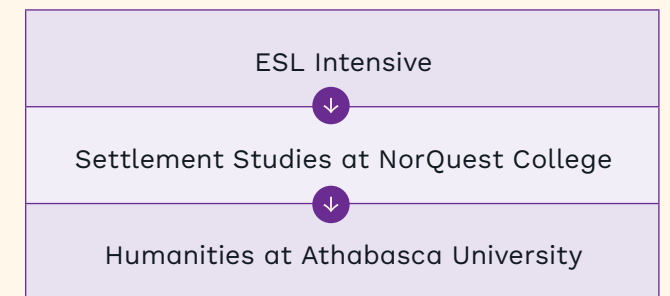 ESL Intensive
Settlement Studies at NorQuest College
Humanities at Athabasca University